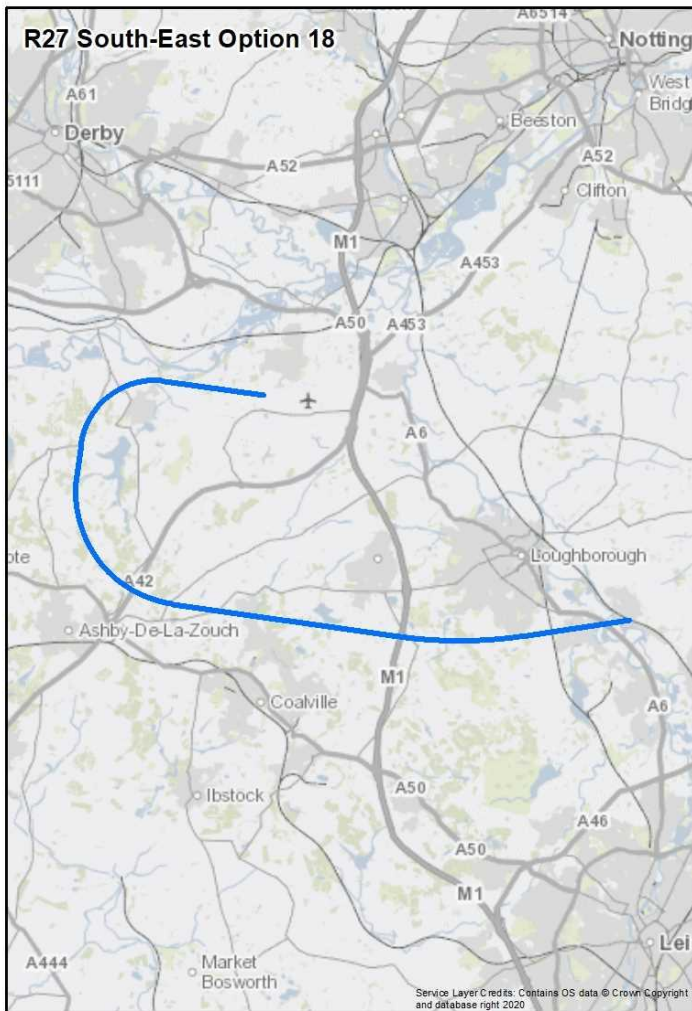 R27 South-East Option 18
A6514
Notting
A61
West
Bridg
Beeston
Derby
A52
A52
5111
Clifton
M1
A453
A50
A453
A6
ote
Loughborough
A42
Ashby-De-La-Zouch
M1
Coalville
A6
A50
Ibstock
A46
A50
M1
Lei
A444
Market
Bosworth
Service Layer Credits: Contains OS data © Crown Copyright
and database right 2020